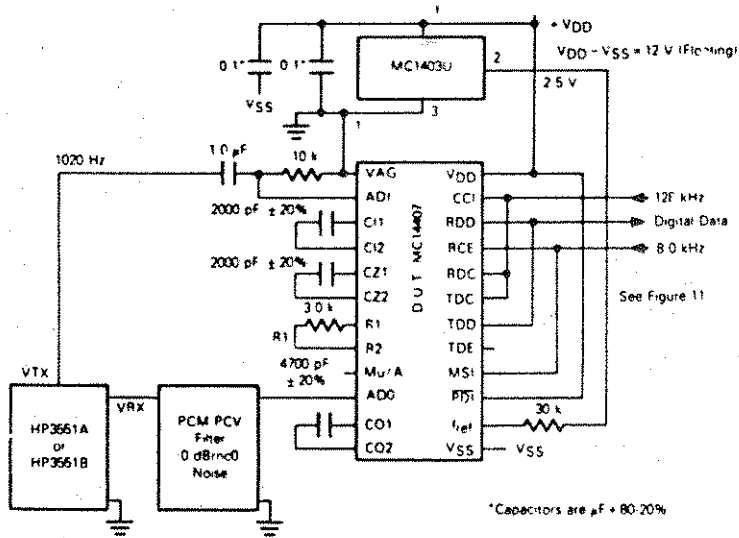 1
+ VDD
VDD – VSS = 12 V (Floating)
0.1*
0.1*
MC1403U
2
2.5 V
VSS
3
1
1.0 µF
10 k
1020 Hz
VAG
VDD
ADI
CCI
128 kHz
2000 pF ± 20%
CI1
RDD
Digital Data
CI2
RCE
8.0 kHz
2000 pF ± 20%
CZ1
RDC
CZ2
TDC
DUT MC14407
See Figure 11
3.0 k
R1
TDD
R1
R2
TDE
4700 pF
± 20%
Mu/A
MSI
VTX
VRX
ADO
PDI
30 k
HP3551A
or
HP3551B
PCM PCV
Filter
0 dBrnc0
Noise
CO1
Iref
CO2
VSS
VSS
*Capacitors are µF + 80-20%